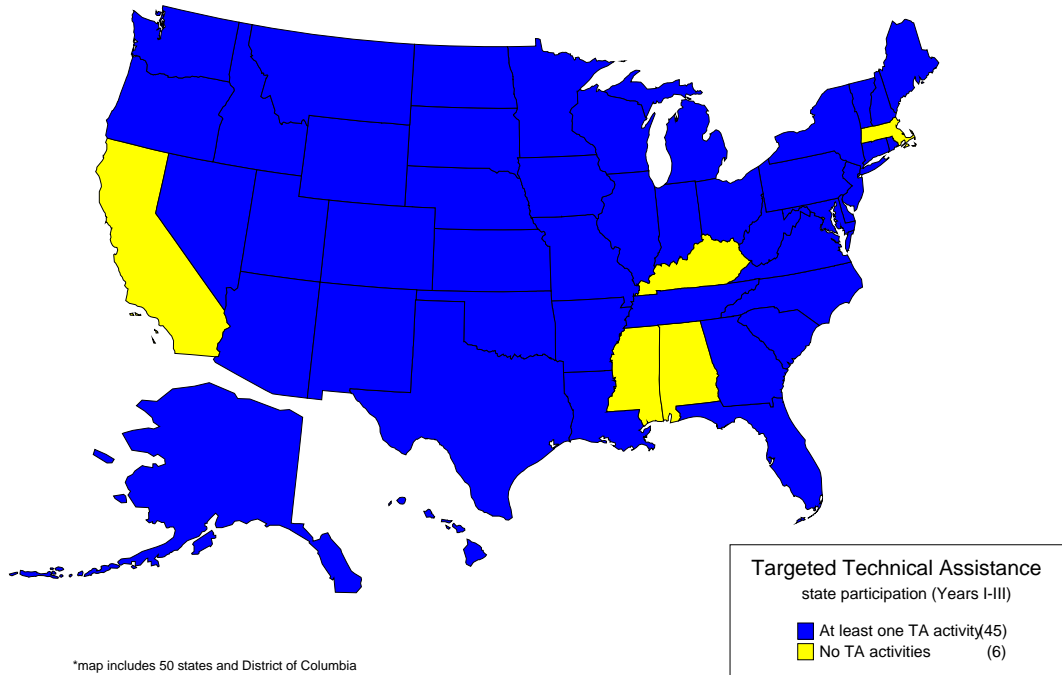 Targeted Technical Assistance
state participation (Years I-III)
At least one TA activity(45)
No TA activities (6)
*map includes 50 states and District of Columbia